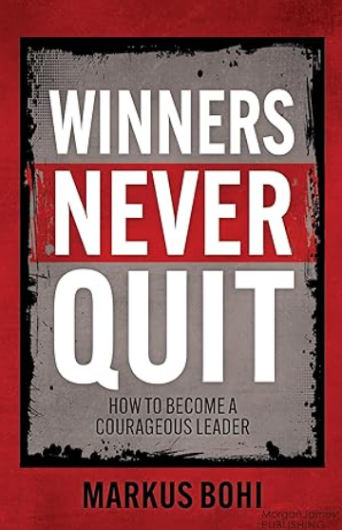 WINNERS
NEVER
QUIT
HOW TO BECOME A
COURAGEOUS LEADER
MARKUS BOHI
Morgan James
PUBLISHING